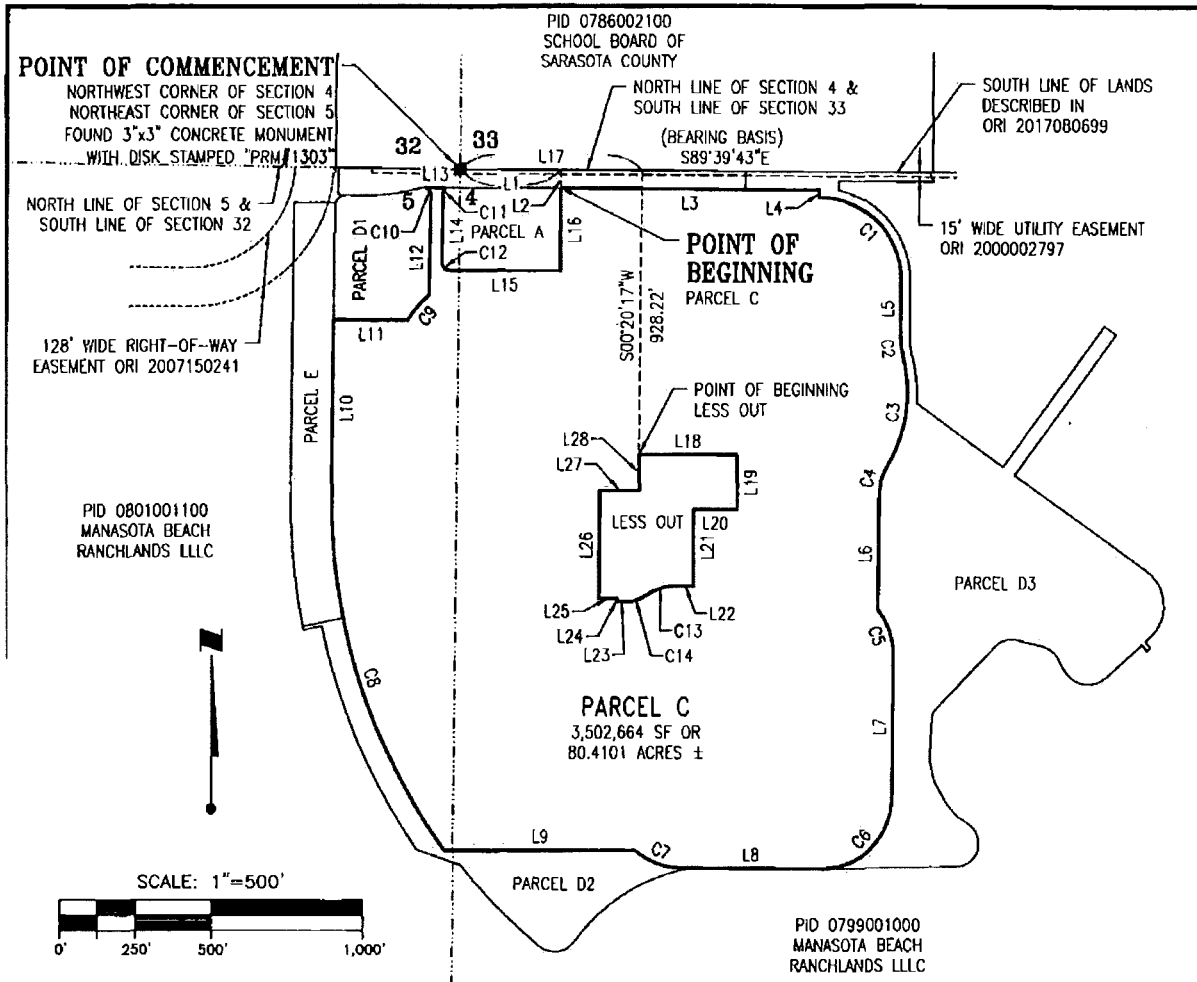 PID 0786002100
SCHOOL BOARD OF
SARASOTA COUNTY
POINT OF COMMENCEMENT
NORTHWEST CORNER OF SECTION 4
NORTHEAST CORNER OF SECTION 5
FOUND 3"x3" CONCRETE MONUMENT
WITH DISK STAMPED "PRM#1303"
NORTH LINE OF SECTION 4 &
SOUTH LINE OF SECTION 33
(BEARING BASIS)
S89°39'43"E
SOUTH LINE OF LANDS
DESCRIBED IN
ORI 2017080699
32
33
L17
L13
L1
NORTH LINE OF SECTION 5 &
SOUTH LINE OF SECTION 32
5
4
C11
L2
L3
L4
C10
PARCEL D1
L12
L14
PARCEL A
L16
C12
L15
C1
15' WIDE UTILITY EASEMENT
ORI 2000002797
POINT OF
BEGINNING
PARCEL C
S00°20'17"W
928.22'
C9
L11
L5
C2
128' WIDE RIGHT-OF-WAY
EASEMENT ORI 2007150241
PARCEL E
L10
POINT OF BEGINNING
LESS OUT
C3
L28
L18
L27
L19
C4
PID 0801001100
MANASOTA BEACH
RANCHLANDS LLLC
LESS OUT
L20
L26
L21
L6
PARCEL D3
L25
L22
L24
C13
L23
C14
C5
C8
PARCEL C
3,502,664 SF OR
80.4101 ACRES ±
L7
L9
C7
L8
C6
PARCEL D2
SCALE: 1"=500'
0'
250'
500'
1,000'
PID 0799001000
MANASOTA BEACH
RANCHLANDS LLLC